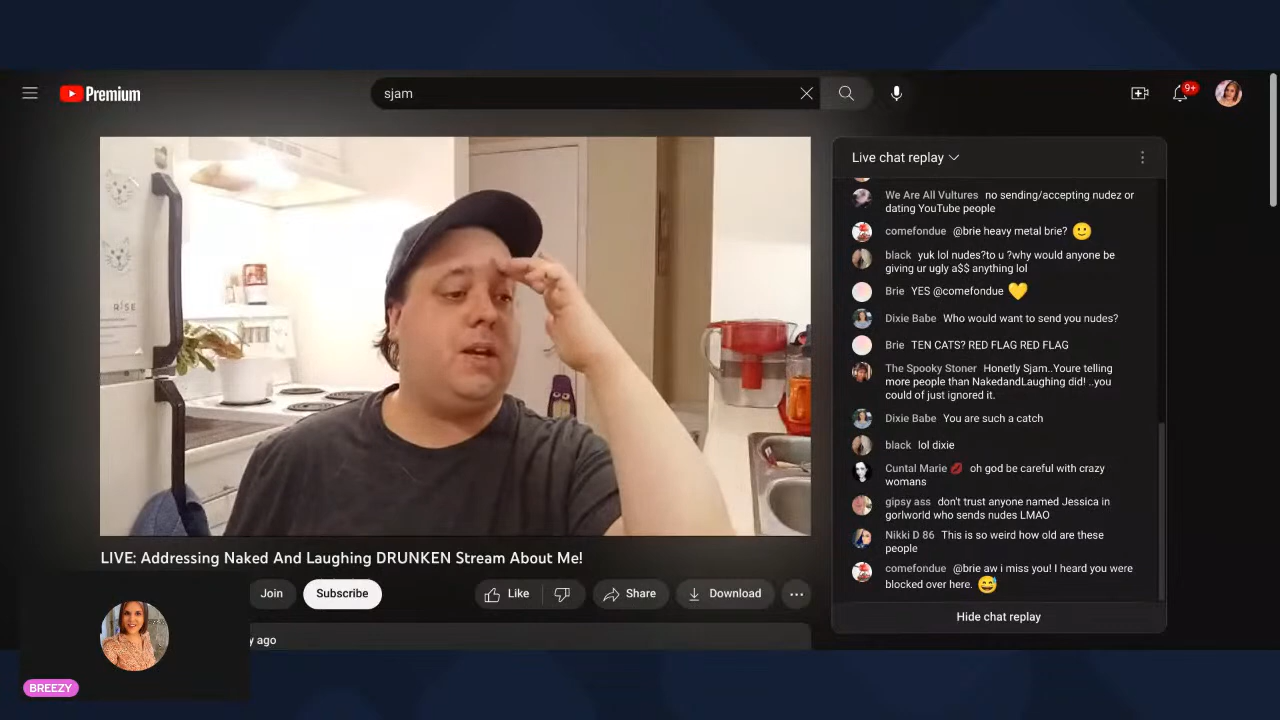 Premium
sjam
9+
RISE
Live chat replay
We Are All Vultures no sending/accepting nudez or
dating YouTube people
comefondue @brie heavy metal brie?
black yuk lol nudes?to u ?why would anyone be
giving ur ugly a$$ anything lol
Brie YES @comefondue
Dixie Babe Who would want to send you nudes?
Brie TEN CATS? RED FLAG RED FLAG
The Spooky Stoner Honetly Sjam..Youre telling
more people than NakedandLaughing did! ..you
could of just ignored it.
Dixie Babe You are such a catch
black lol dixie
Cuntal Marie oh god be careful with crazy
womans
gipsy ass don't trust anyone named Jessica in
gorlworld who sends nudes LMAO
Nikki D 86 This is so weird how old are these
people
comefondue @brie aw i miss you! I heard you were
blocked over here.
Hide chat replay
LIVE: Addressing Naked And Laughing DRUNKEN Stream About Me!
Join
Subscribe
Like
Share
Download
y ago
BREEZY